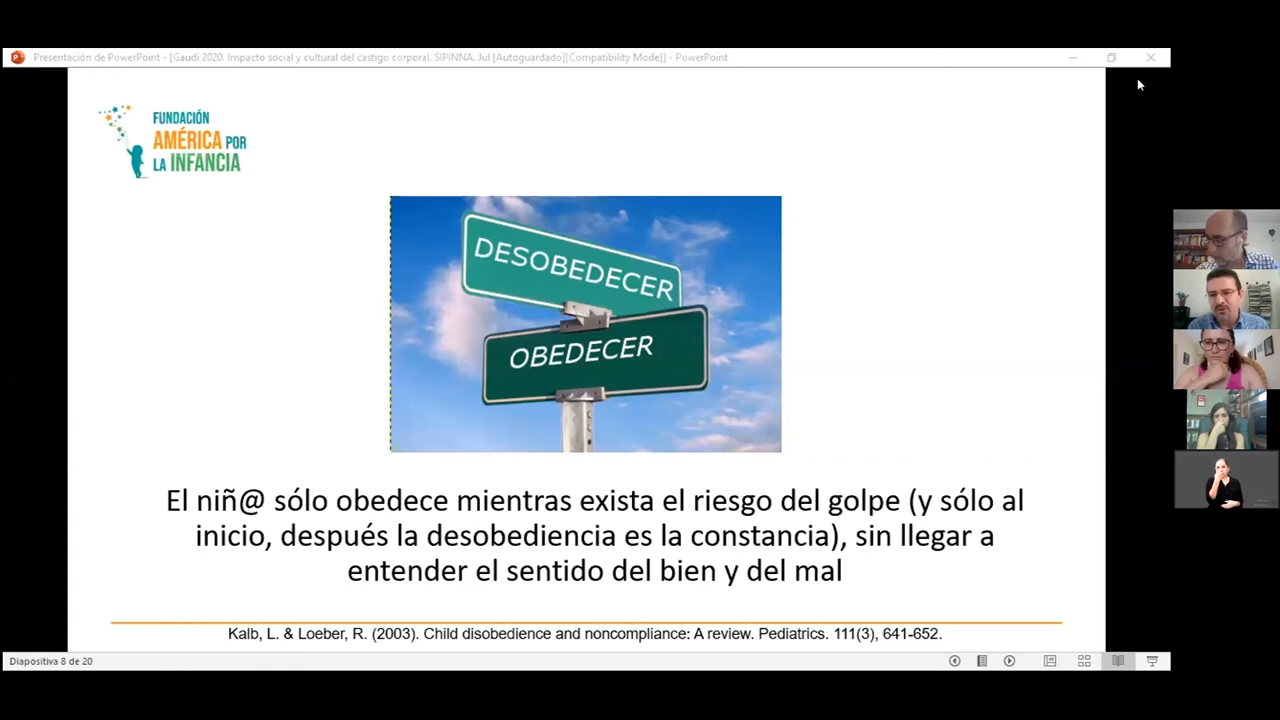 Presentación de PowerPoint - [Gaudi 2020. Impacto social y cultural del castigo corporal. SIPINNA. Jul [Autoguardado][Compatibility Mode]] - PowerPoint
FUNDACIÓN
AMÉRICA POR
LA INFANCIA
DESOBEDECER
OBEDECER
El niñ@ sólo obedece mientras exista el riesgo del golpe (y sólo al
inicio, después la desobediencia es la constancia), sin llegar a
entender el sentido del bien y del mal
Kalb, L. & Loeber, R. (2003). Child disobedience and noncompliance: A review. Pediatrics. 111(3), 641-652.
Diapositiva 8 de 20